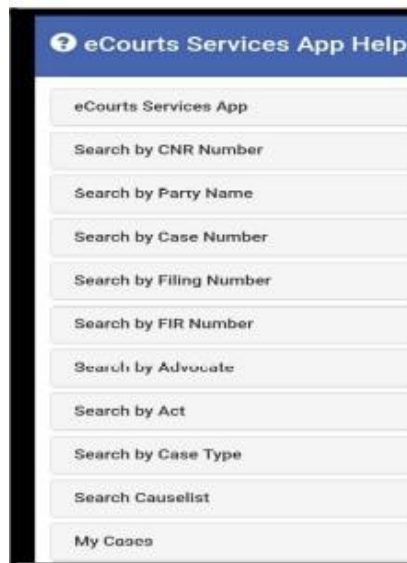 eCourts Services App Help
eCourts Services App
Search by CNR Number
Search by Party Name
Search by Case Number
Search by Filing Number
Search by FIR Number
Search by Advocate
Search by Act
Search by Case Type
Search Causelist
My Cases